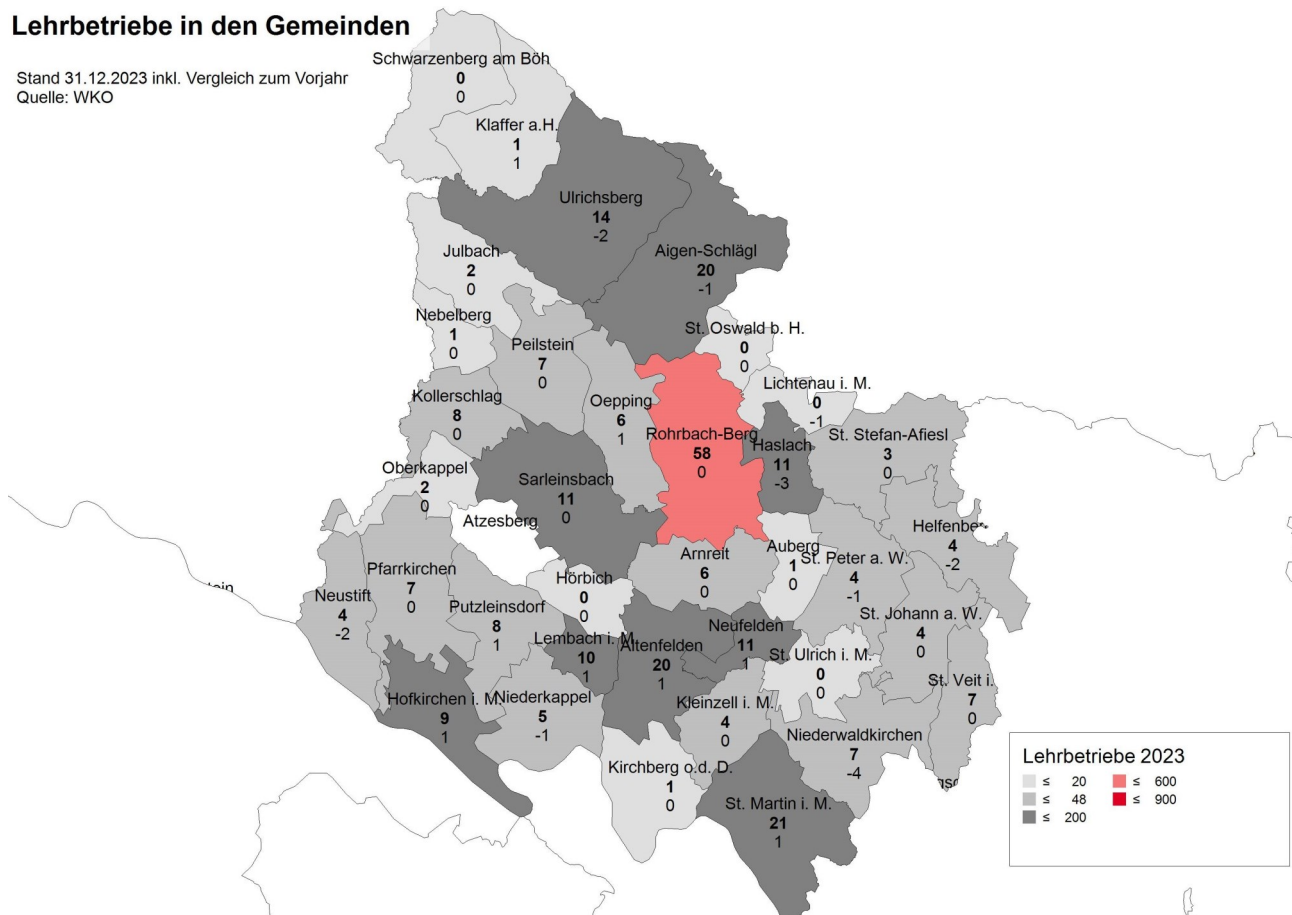 Lehrbetriebe in den Gemeinden
Stand 31.12.2023 inkl. Vergleich zum Vorjahr
Quelle: WKO
Schwarzenberg am Böh
0
0
Klaffer a.H.
1
1
Ulrichsberg
14
-2
Aigen-Schlägl
20
-1
Julbach
2
0
Nebelberg
1
0
Peilstein
7
0
St. Oswald b. H.
0
0
Lichtenau i. M.
0
-1
Kollerschlag
8
0
Oepping
6
1
Rohrbach-Berg
58
0
Haslach
11
-3
St. Stefan-Afiesl
3
0
Oberkappel
2
0
Sarleinsbach
11
0
Atzesberg
Helfenbe
4
-2
Arnreit
6
0
Auberg
1
0
St. Peter a. W.
4
-1
Pfarrkirchen
7
0
Hörbich
0
0
Neustift
4
-2
Putzleinsdorf
8
1
St. Johann a. W.
4
0
Lembach i. M.
10
1
Altenfelden
20
1
Neufelden
11
1
St. Ulrich i. M.
0
0
St. Veit i.
7
0
Hofkirchen i. M.
9
1
Niederkappel
5
-1
Kleinzell i. M.
4
0
Niederwaldkirchen
7
-4
Kirchberg o.d. D.
1
0
St. Martin i. M.
21
1
Lehrbetriebe 2023
≤ 20
≤ 48
≤ 200
≤ 600
≤ 900